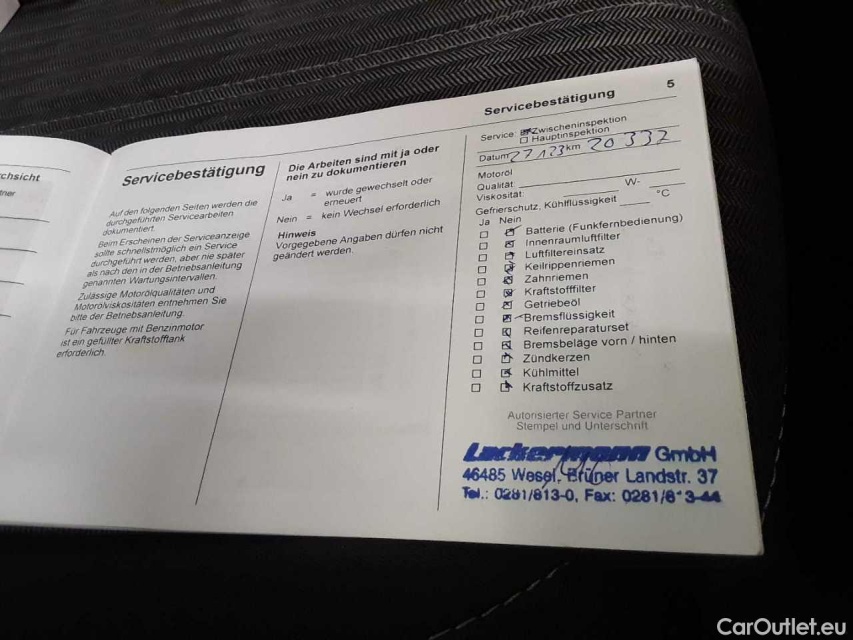 chsicht
Servicebestätigung
Auf den folgenden Seiten werden die
durchgeführten Servicearbeiten
dokumentiert.
Beim Erscheinen der Serviceanzeige
sollte schnellstmöglich ein Service
durchgeführt werden, aber nie später
als nach den in der Betriebsanleitung
genannten Wartungsintervallen.
Zulässige Motorölqualitäten und
Motorölviskositäten entnehmen Sie
bitte der Betriebsanleitung.
Für Fahrzeuge mit Benzinmotor
ist ein gefüllter Kraftstofftank
erforderlich.
Die Arbeiten sind mit ja oder
nein zu dokumentieren
Ja = wurde gewechselt oder
erneuert
Nein = kein Wechsel erforderlich
Hinweis
Vorgegebene Angaben dürfen nicht
geändert werden.
5
Servicebestätigung
Service: Zwischeninspektion
Hauptinspektion
Datum 27 1 23 km 20 332
Motoröl
Qualität:
Viskosität: W-
Gefrierschutz, Kühlflüssigkeit °C
Ja Nein
Batterie (Funkfernbedienung)
Innenraumluftfilter
Luftfiltereinsatz
Keilrippenriemen
Zahnriemen
Kraftstofffilter
Getriebeöl
Bremsflüssigkeit
Reifenreparaturset
Bremsbeläge vorn / hinten
Zündkerzen
Kühlmittel
Kraftstoffzusatz
Autorisierter Service Partner
Stempel und Unterschrift
Lackermann GmbH
46485 Wesel, Brüner Landstr. 37
Tel.: 0281/813-0, Fax: 0281/813-44
CarOutlet.eu